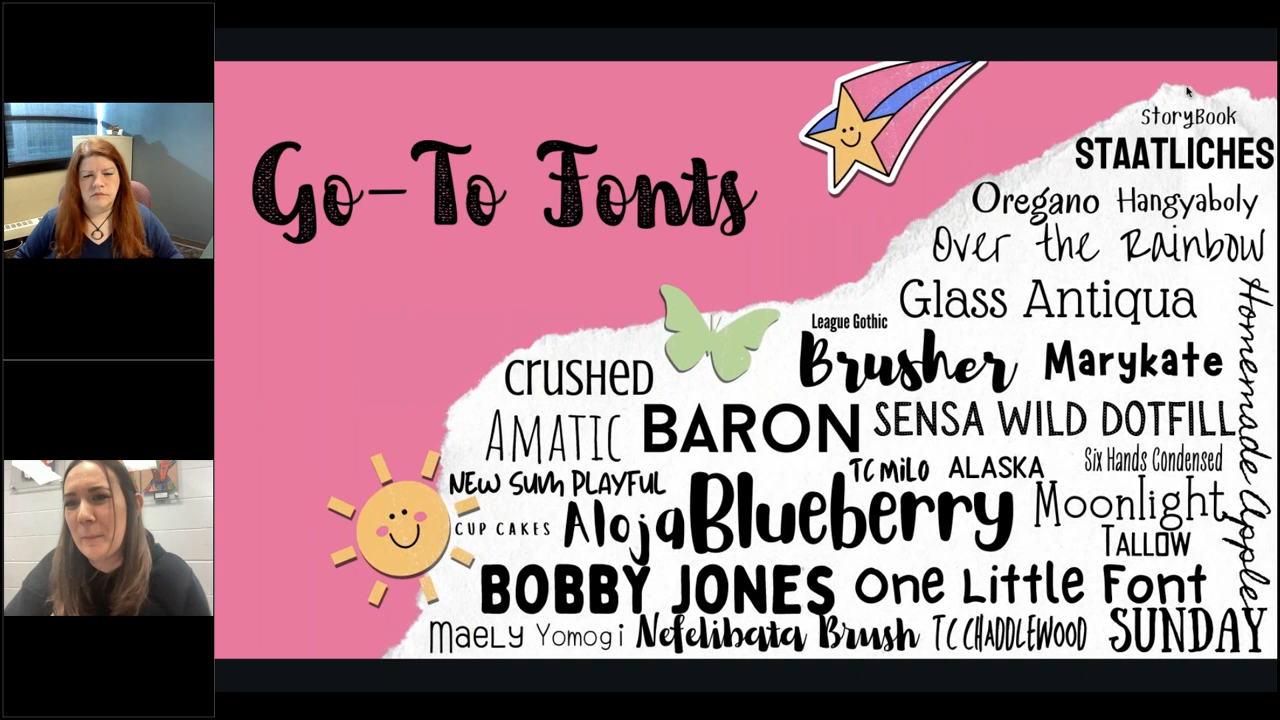 Go-To Fonts
StoryBook
STAATLICHES
Oregano Hangyaboly
Over the Rainbow
Glass Antiqua
League Gothic
Brusher Marykate
Homemade Apple
crushed
AMATIC BARON SENSA WILD DOTFILL
Six Hands Condensed
NEW SUM PLAYFUL TC MILO ALASKA
CUP CAKES Aloja Blueberry Moonlight
TALLOW
BOBBY JONES One Little Font
MAELY Yomogi Nefelibata Brush TC CHADDLEWOOD SUNDAY